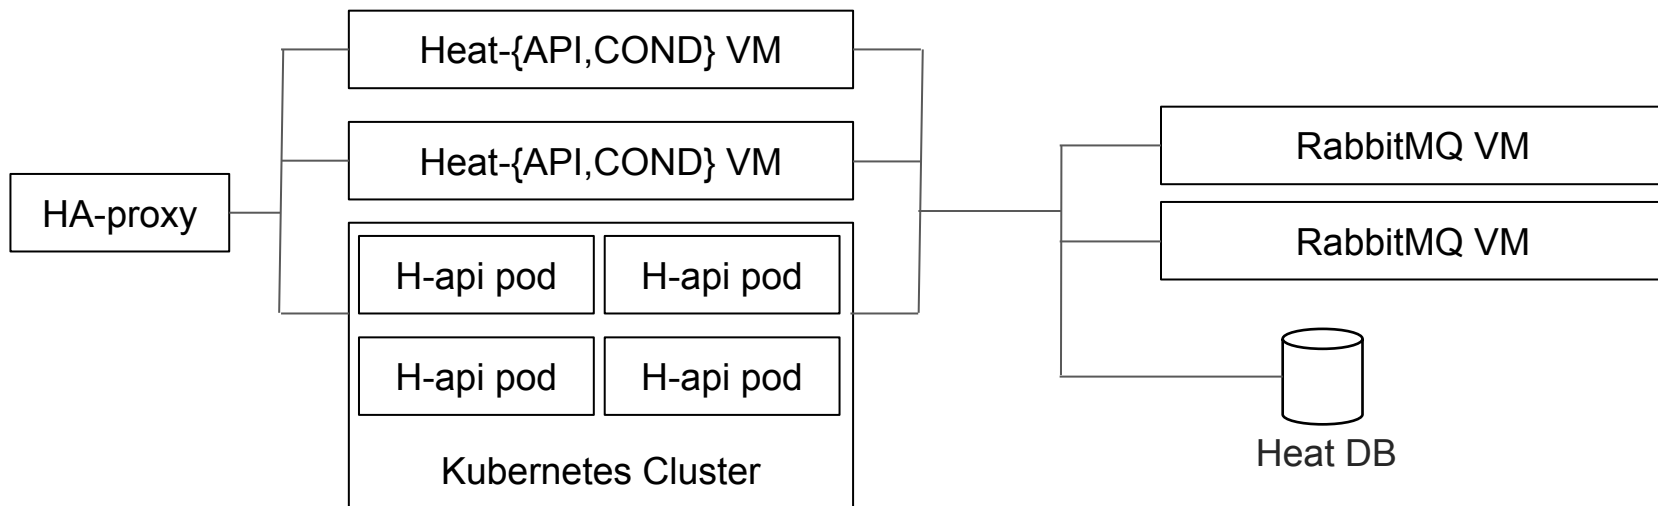 HA-proxy
Heat-{API,COND} VM
Heat-{API,COND} VM
H-api pod
H-api pod
H-api pod
H-api pod
Kubernetes Cluster
RabbitMQ VM
RabbitMQ VM
Heat DB